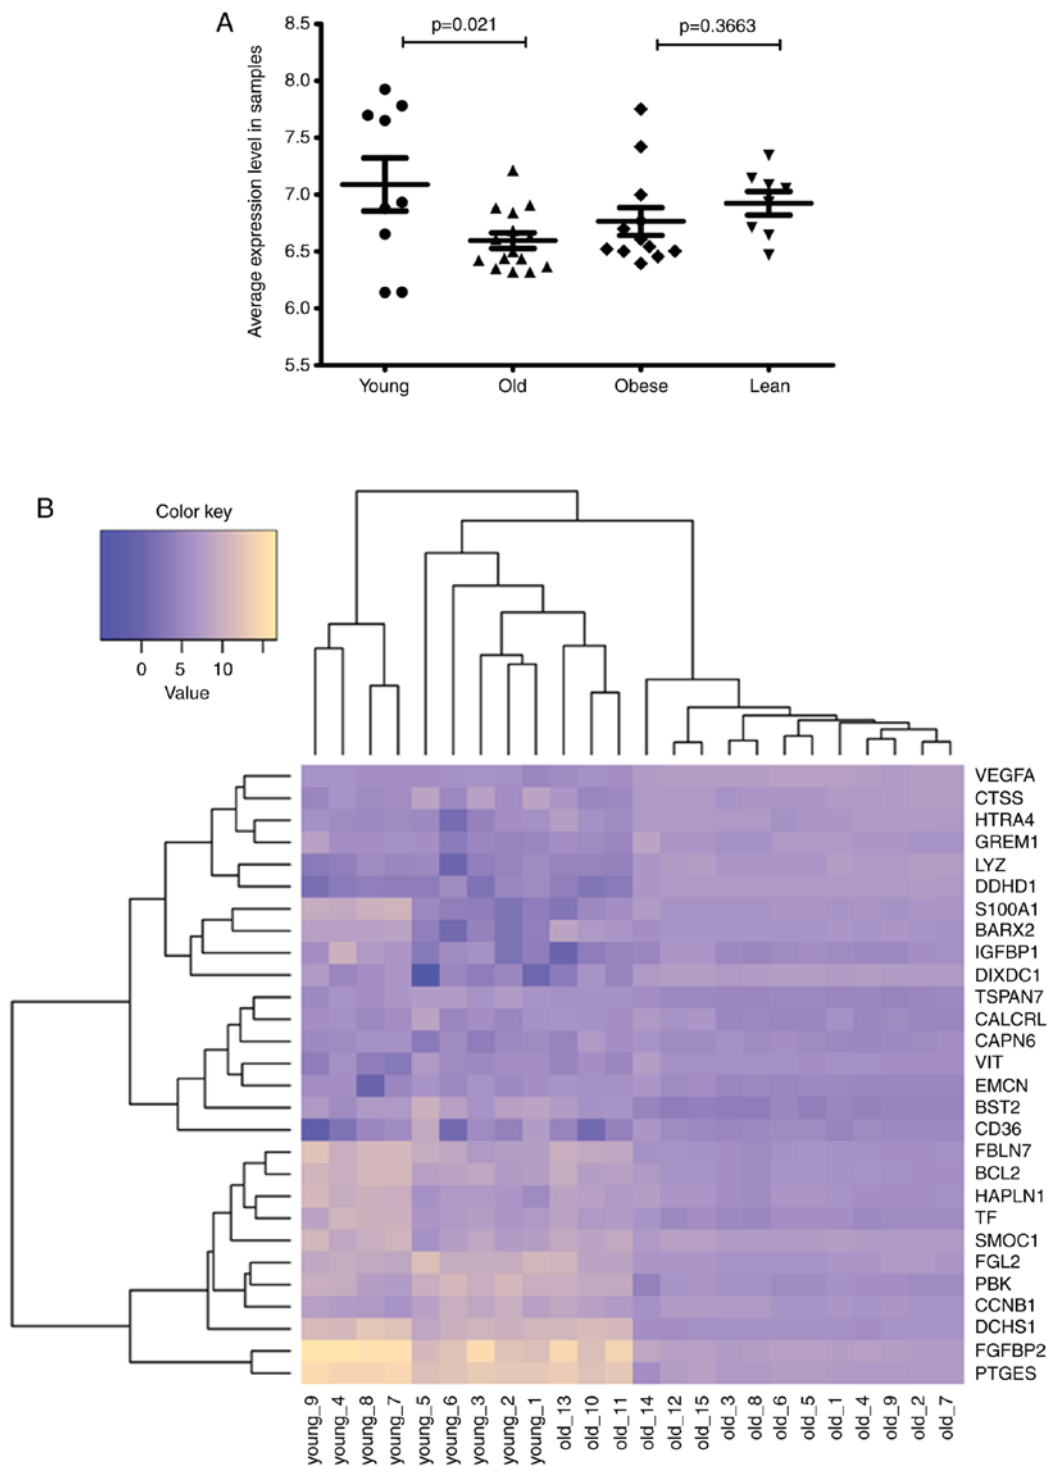 A
p=0.021
p=0.3663
Average expression level in samples
8.5
8.0
7.5
7.0
6.5
6.0
5.5
Young
Old
Obese
Lean
B
Color key
0 5 10
Value
VEGFA
CTSS
HTRA4
GREM1
LYZ
DDHD1
S100A1
BARX2
IGFBP1
DIXDC1
TSPAN7
CALCRL
CAPN6
VIT
EMCN
BST2
CD36
FBLN7
BCL2
HAPLN1
TF
SMOC1
FGL2
PBK
CCNB1
DCHS1
FGFBP2
PTGES
young_9
young_4
young_8
young_7
young_5
young_6
young_3
young_2
young_1
old_13
old_10
old_11
old_14
old_12
old_15
old_3
old_8
old_6
old_5
old_1
old_4
old_9
old_2
old_7